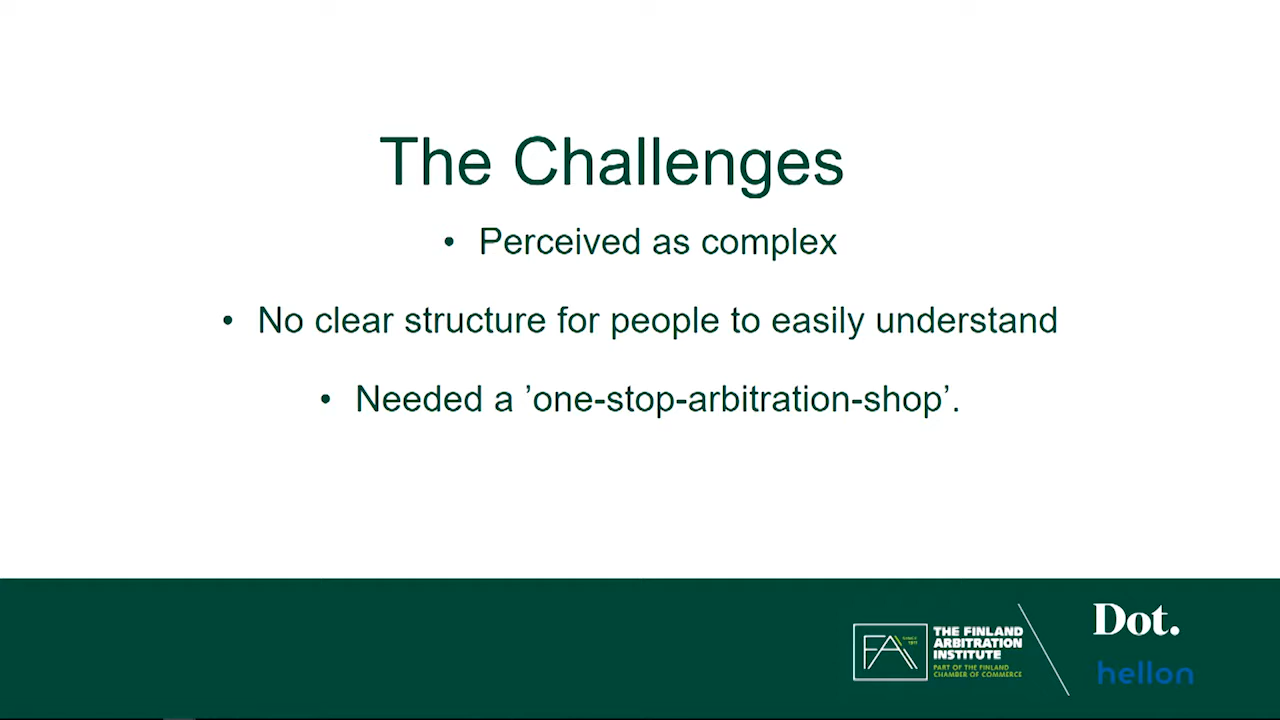 The Challenges
• Perceived as complex
• No clear structure for people to easily understand
• Needed a ’one-stop-arbitration-shop’.
FAI
THE FINLAND
ARBITRATION
INSTITUTE
PART OF THE FINLAND
CHAMBER OF COMMERCE
Dot.
hellon